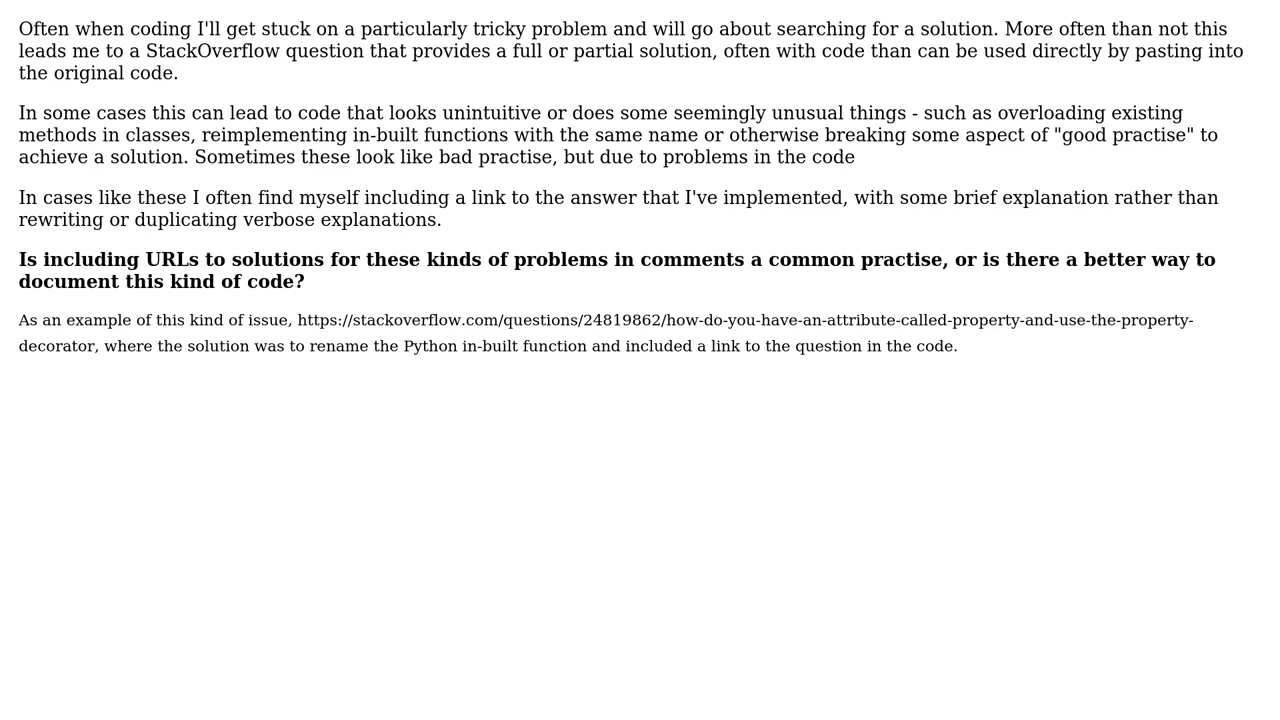 Often when coding I'll get stuck on a particularly tricky problem and will go about searching for a solution. More often than not this
leads me to a StackOverflow question that provides a full or partial solution, often with code than can be used directly by pasting into
the original code.
In some cases this can lead to code that looks unintuitive or does some seemingly unusual things - such as overloading existing
methods in classes, reimplementing in-built functions with the same name or otherwise breaking some aspect of "good practise" to
achieve a solution. Sometimes these look like bad practise, but due to problems in the code
In cases like these I often find myself including a link to the answer that I've implemented, with some brief explanation rather than
rewriting or duplicating verbose explanations.
Is including URLs to solutions for these kinds of problems in comments a common practise, or is there a better way to
document this kind of code?
As an example of this kind of issue, https://stackoverflow.com/questions/24819862/how-do-you-have-an-attribute-called-property-and-use-the-property-
decorator, where the solution was to rename the Python in-built function and included a link to the question in the code.